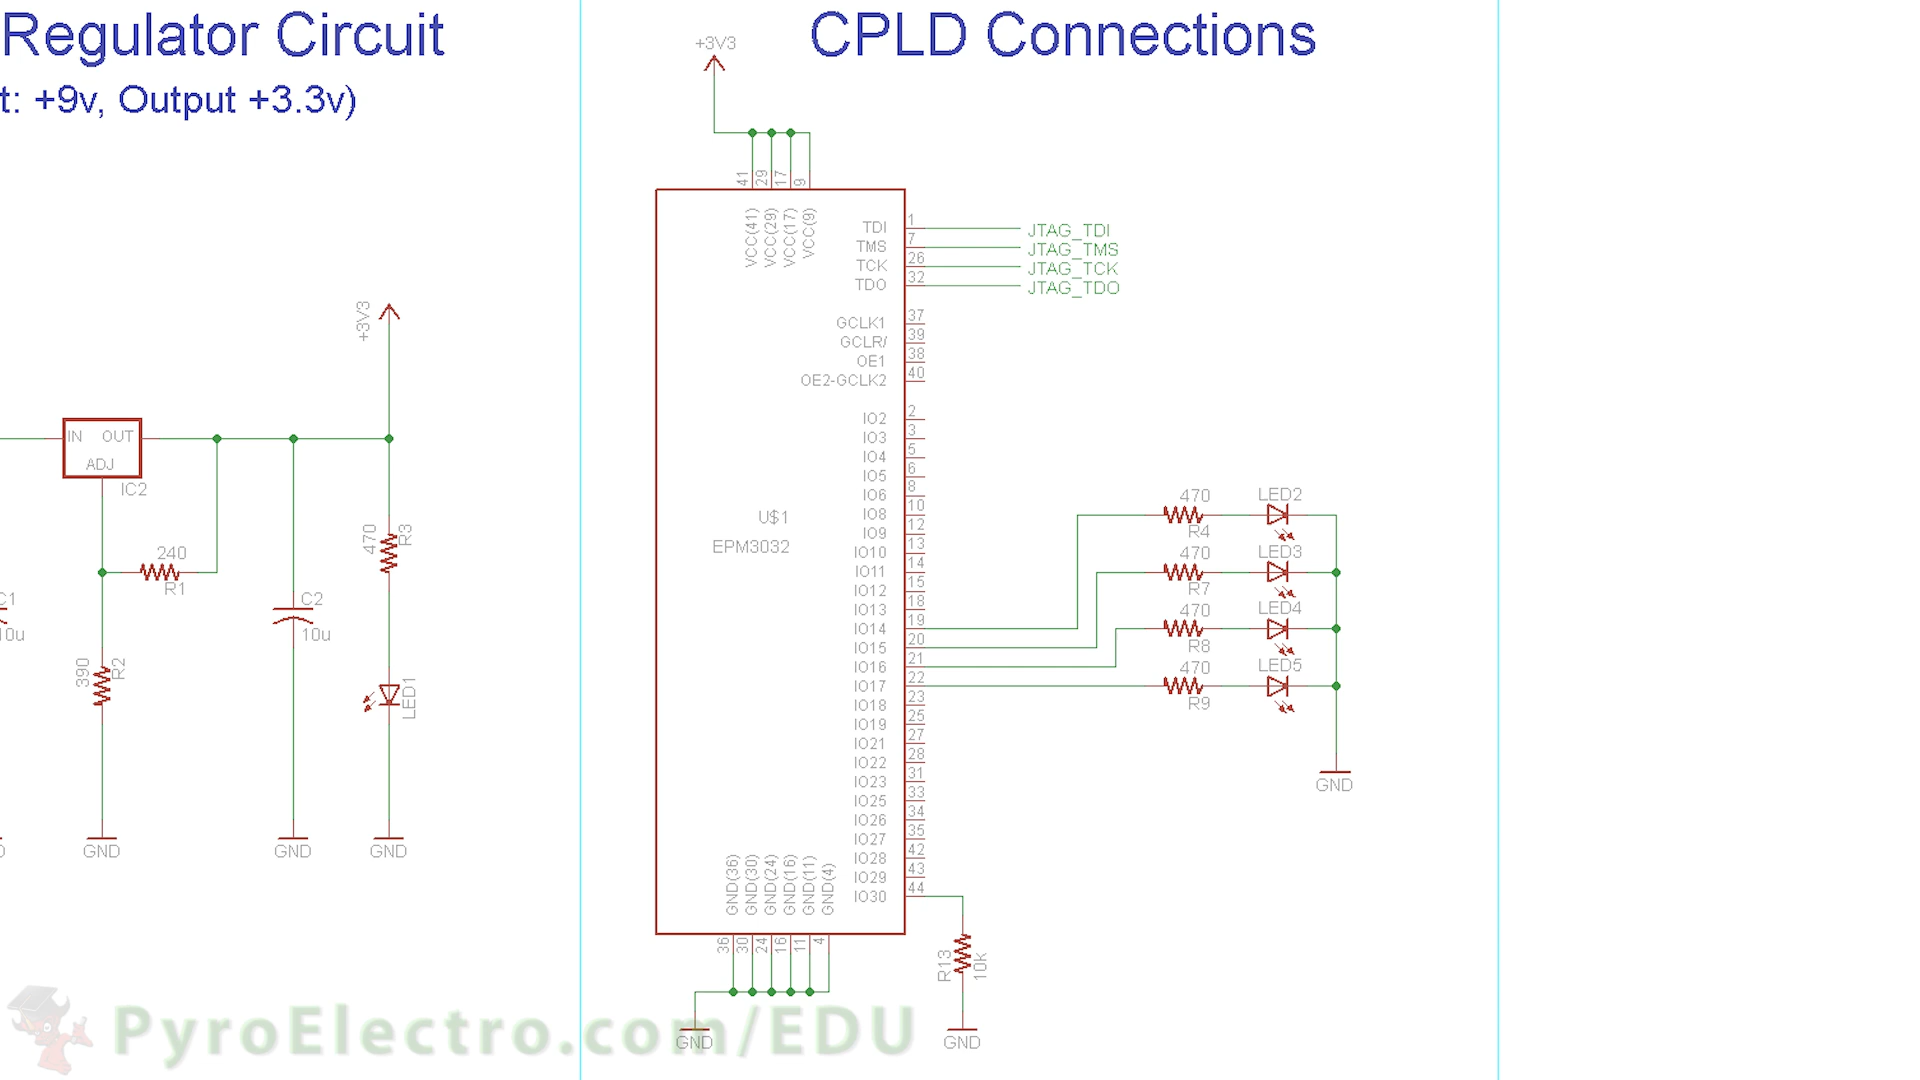 Regulator Circuit
t: +9v, Output +3.3v)
+3V3
IN OUT
ADJ
IC2
240
R1
C1
10u
390
R2
C2
10u
470
R3
LED1
GND
GND
GND
CPLD Connections
+3V3
41
29
17
9
VCC(41)
VCC(29)
VCC(17)
VCC(9)
TDI 1 JTAG_TDI
TMS 7 JTAG_TMS
TCK 26 JTAG_TCK
TDO 32 JTAG_TDO
GCLK1 37
GCLR/ 39
OE1 38
OE2-GCLK2 40
IO2 2
IO3 3
IO4 5
IO5 6
IO6 8
IO8 10
IO9 12
IO10 13
IO11 14
IO12 15
IO13 18
IO14 19
IO15 20
IO16 21
IO17 22
IO18 23
IO19 25
IO21 27
IO22 28
IO23 31
IO25 33
IO26 34
IO27 35
IO28 42
IO29 43
IO30 44
U$1
EPM3032
470 LED2
R4
470 LED3
R7
470 LED4
R8
470 LED5
R9
GND
GND(36)
GND(30)
GND(24)
GND(16)
GND(11)
GND(4)
36
30
24
16
11
4
R13
10K
GND
GND
PyroElectro.com/EDU